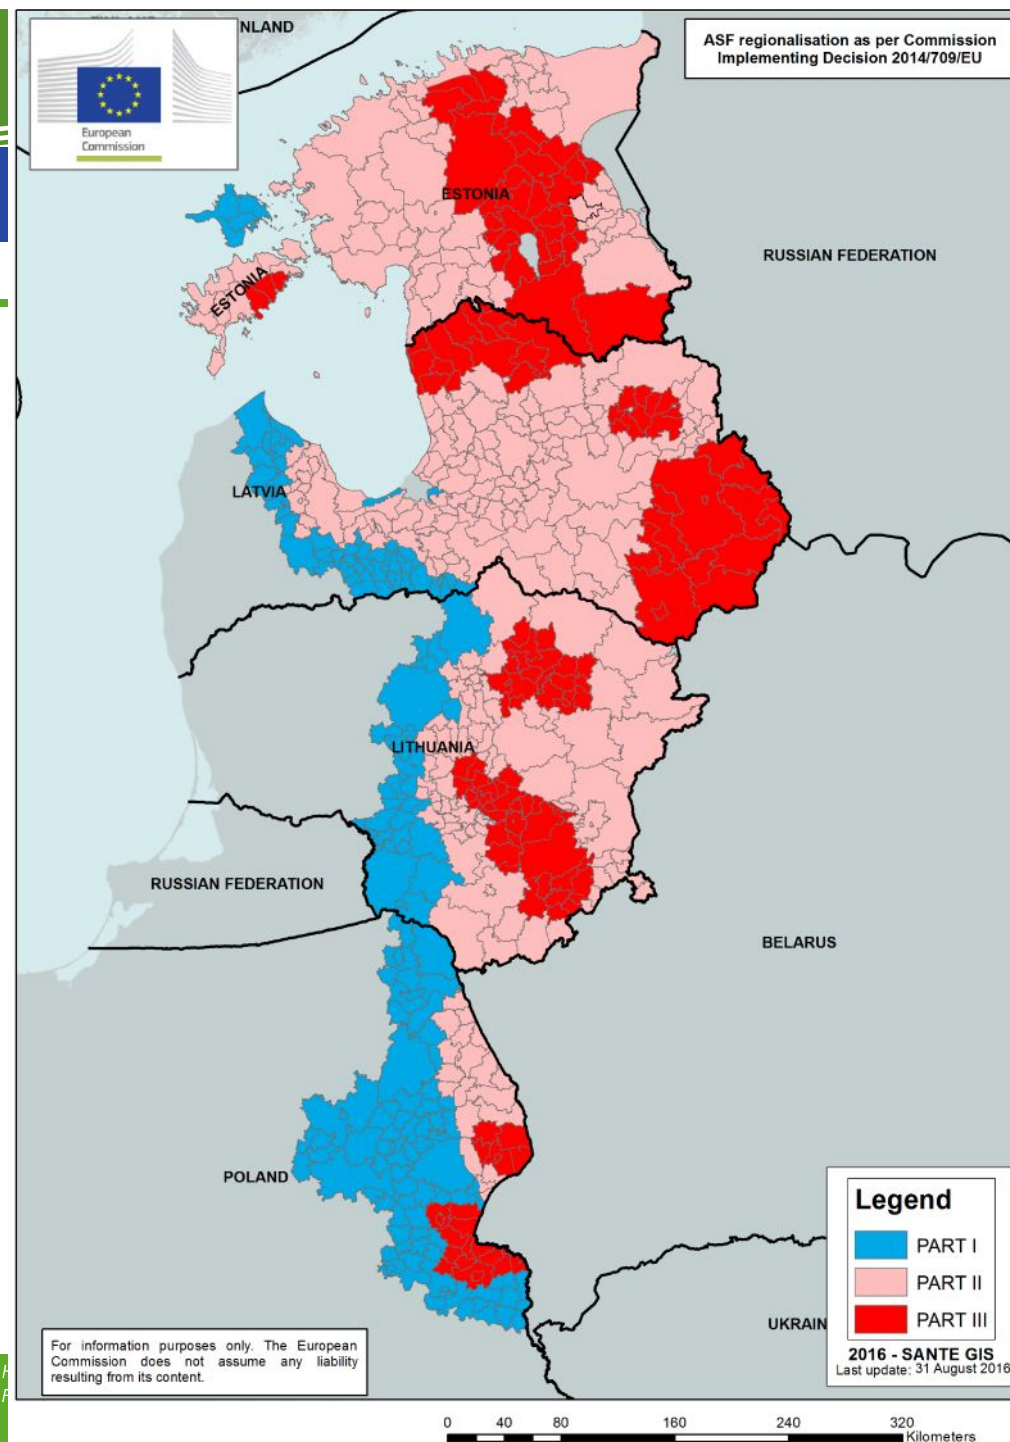 NLAND
ASF regionalisation as per Commission
Implementing Decision 2014/709/EU
European
Commission
ESTONIA
RUSSIAN FEDERATION
ESTONIA
LATVIA
LITHUANIA
RUSSIAN FEDERATION
BELARUS
POLAND
Legend
PART I
PART II
PART III
UKRAIN
2016 - SANTE GIS
Last update: 31 August 2016
For information purposes only. The European
Commission does not assume any liability
resulting from its content.
0 40 80 160 240 320
Kilometers